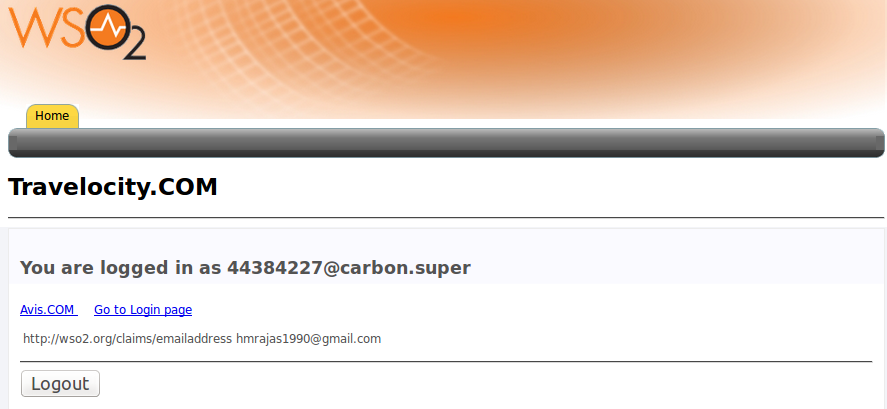 WSO2
Home
Travelocity.COM
You are logged in as 44384227@carbon.super
Avis.COM Go to Login page
http://wso2.org/claims/emailaddress hmrajas1990@gmail.com
Logout